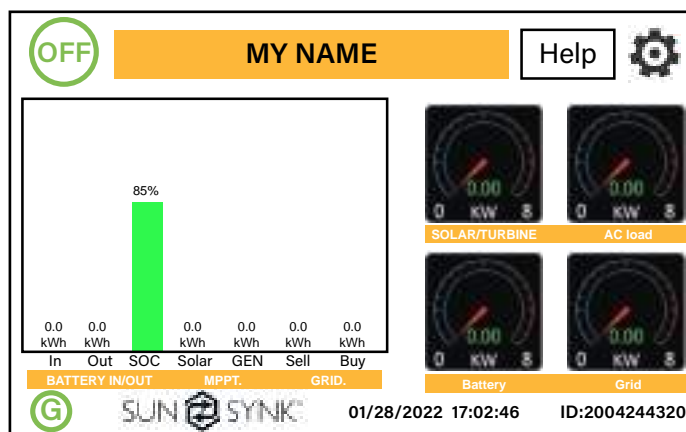 OFF
MY NAME
Help
85%
0.0 0.0 0.0 0.0 0.0 0.0
kWh kWh kWh kWh kWh kWh
In Out SOC Solar GEN Sell Buy
BATTERY IN/OUT MPPT. GRID.
0.00 0.00
0 KW 8 0 KW 8
SOLAR/TURBINE AC load
0.00 0.00
0 KW 8 0 KW 8
Battery Grid
G SUN SYNK™ 01/28/2022 17:02:46 ID:2004244320